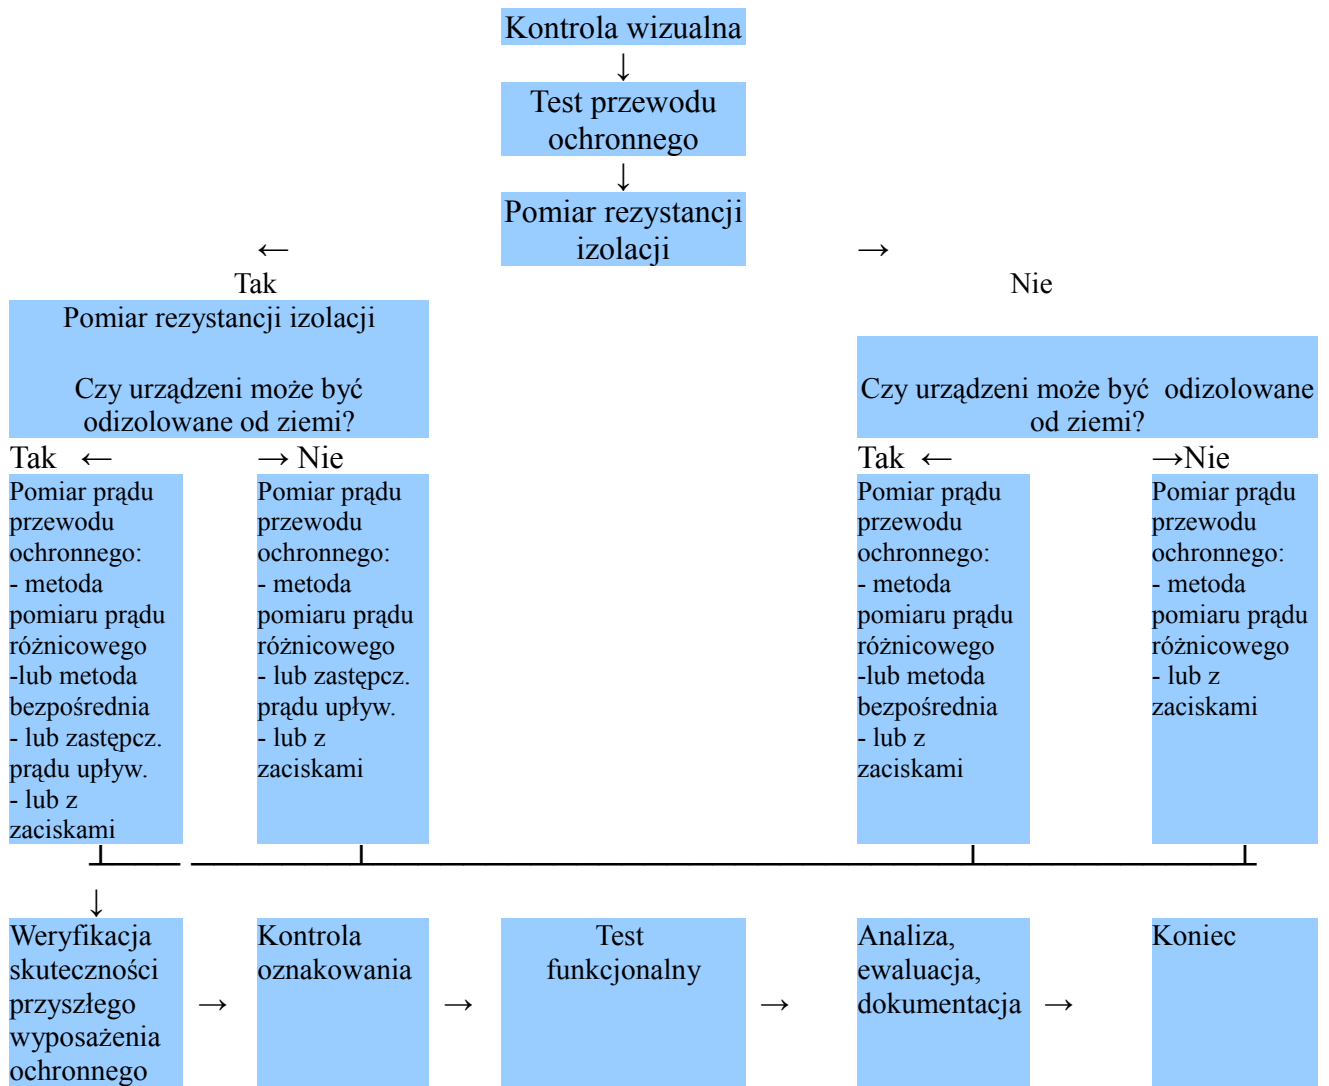 Kontrola wizualna
↓
Test przewodu
ochronnego
↓
Pomiar rezystancji
izolacji
← →
Tak
Nie
Pomiar rezystancji izolacji
Czy urządzeni może być
odizolowane od ziemi?
Czy urządzeni może być odizolowane
od ziemi?
Tak ←
→ Nie
Tak ←
→Nie
Pomiar prądu
przewodu
ochronnego:
- metoda
pomiaru prądu
różnicowego
-lub metoda
bezpośrednia
- lub zastępcz.
prądu upływ.
- lub z
zaciskami
Pomiar prądu
przewodu
ochronnego:
- metoda
pomiaru prądu
różnicowego
- lub zastępcz.
prądu upływ.
- lub z
zaciskami
Pomiar prądu
przewodu
ochronnego:
- metoda
pomiaru prądu
różnicowego
-lub metoda
bezpośrednia
- lub z
zaciskami
Pomiar prądu
przewodu
ochronnego:
- metoda
pomiaru prądu
różnicowego
- lub z
zaciskami
↓
Weryfikacja
skuteczności
przyszłego
wyposażenia
ochronnego
→
Kontrola
oznakowania
→
Test
funkcjonalny
→
Analiza,
ewaluacja,
dokumentacja
→
Koniec